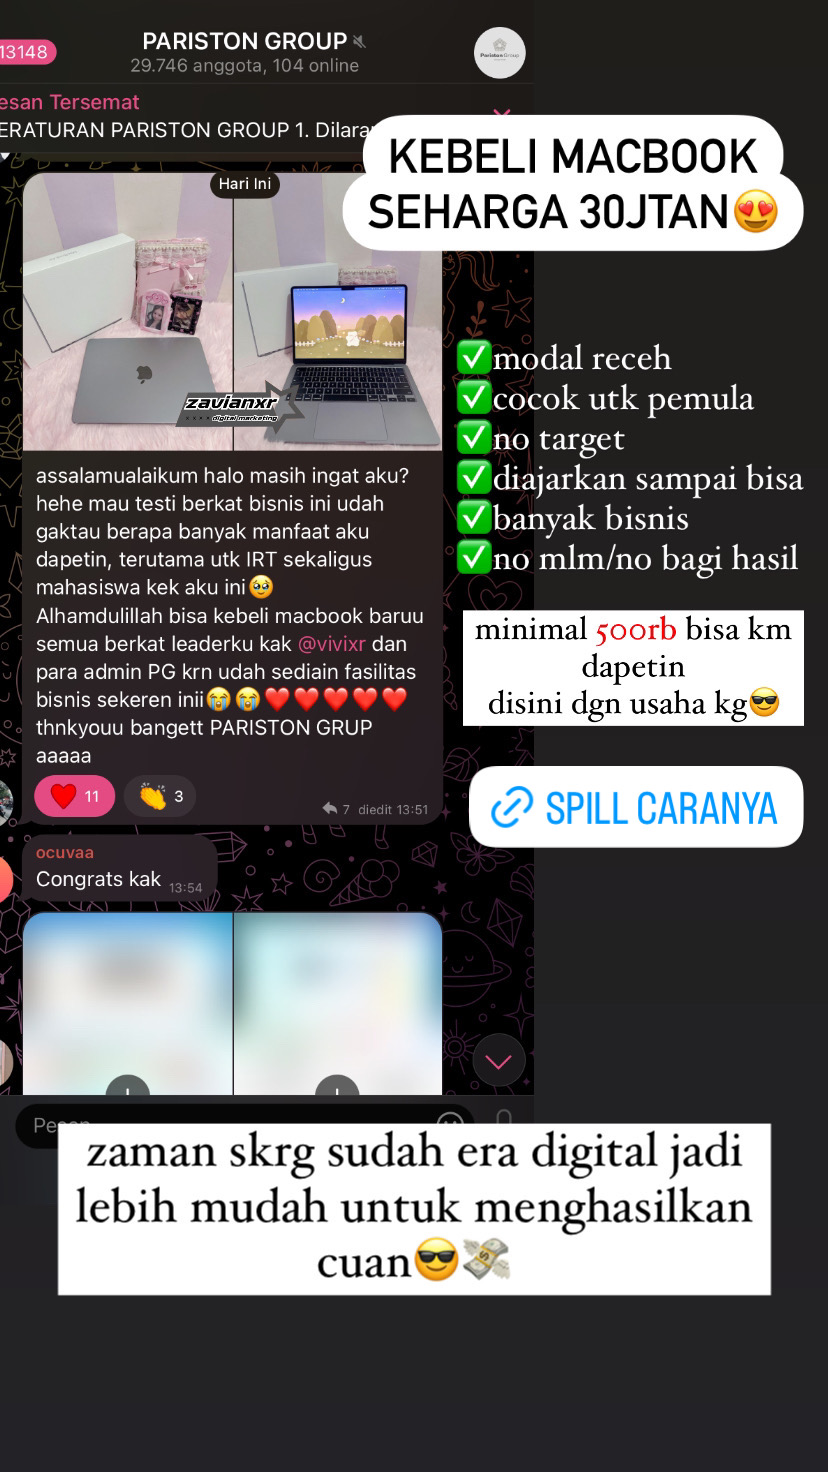 13148
PARISTON GROUP
29.746 anggota, 104 online
Pariston Group
esan Tersemat
ERATURAN PARISTON GROUP 1. Dilara
KEBELI MACBOOK
SEHARGA 30JTAN😍
Hari Ini
zavianxr
digital marketing
✅modal receh
✅cocok utk pemula
✅no target
✅diajarkan sampai bisa
✅banyak bisnis
✅no mlm/no bagi hasil
assalamualaikum halo masih ingat aku?
hehe mau testi berkat bisnis ini udah
gaktau berapa banyak manfaat aku
dapetin, terutama utk IRT sekaligus
mahasiswa kek aku ini🥹
Alhamdulillah bisa kebeli macbook baruu
semua berkat leaderku kak @vivixr dan
para admin PG krn udah sediain fasilitas
bisnis sekeren inii😭😭❤️❤️❤️❤️❤️
thnkyouu bangett PARISTON GRUP
aaaaa
❤️ 11 👏 3
7 diedit 13:51
minimal 500rb bisa km
dapetin
disini dgn usaha kg😎
SPILL CARANYA
ocuvaa
Congrats kak 13:54
Pesan
zaman skrg sudah era digital jadi
lebih mudah untuk menghasilkan
cuan😎💸